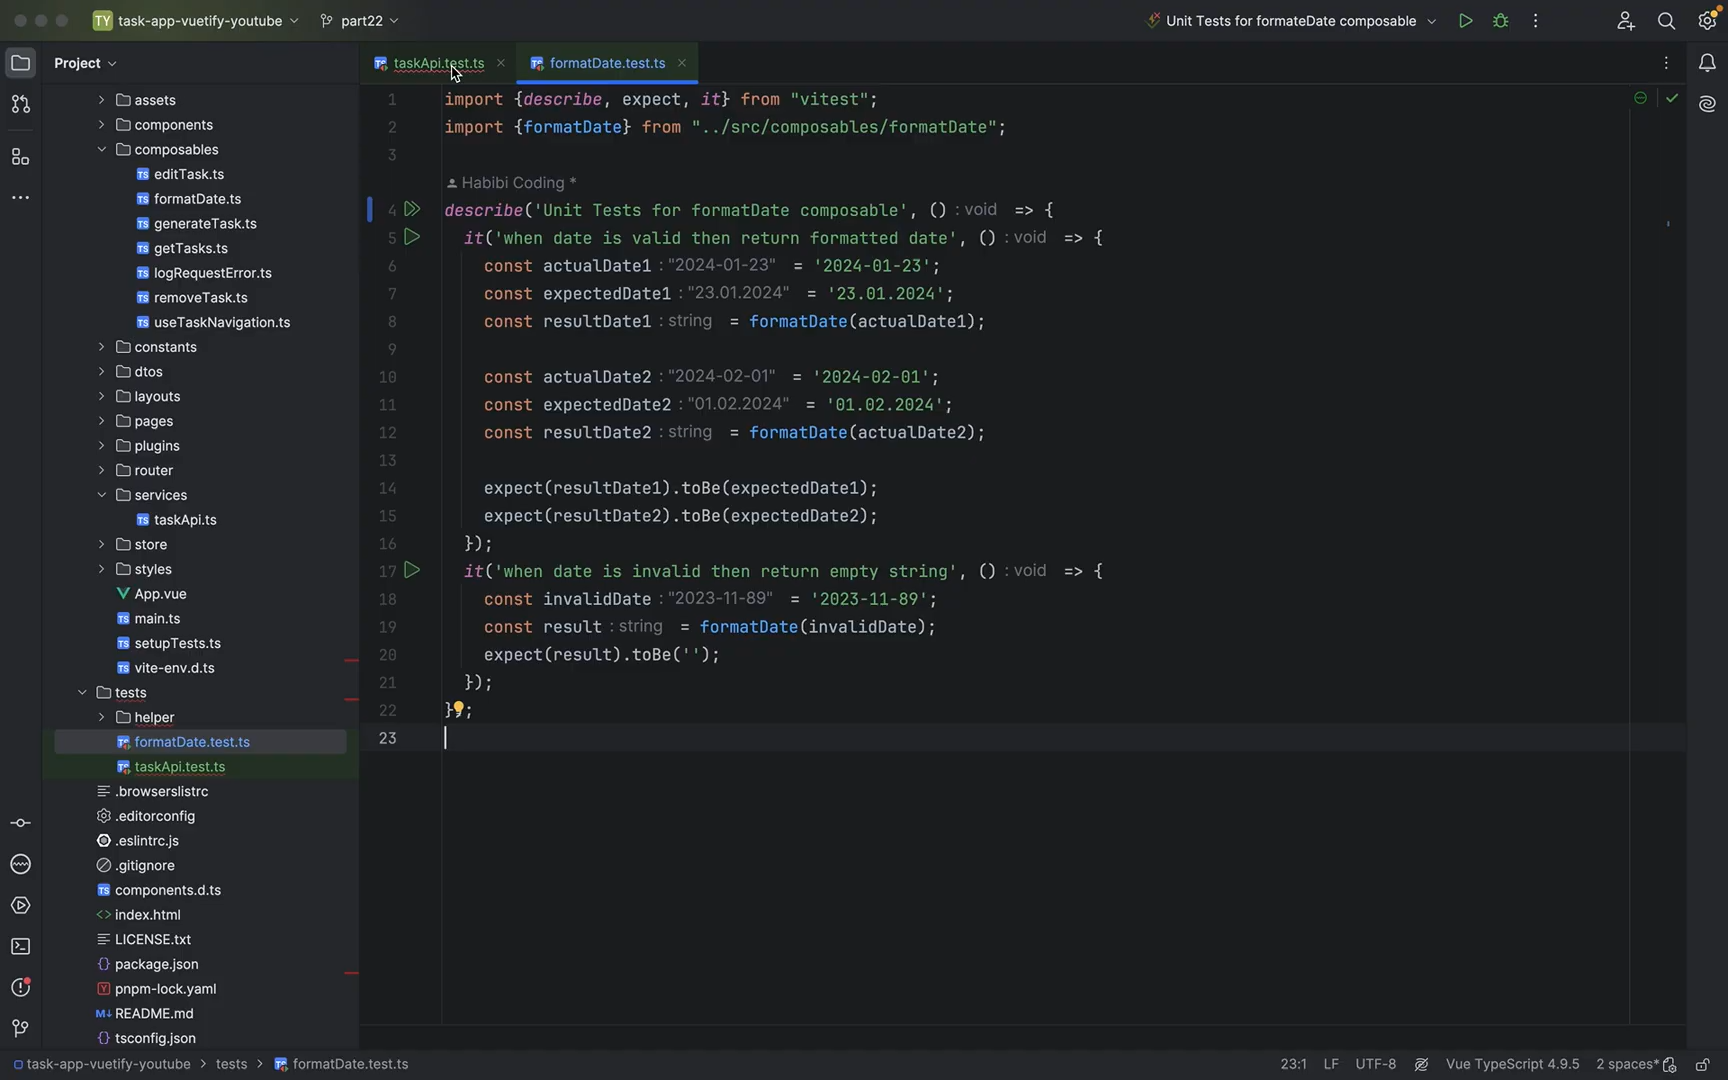 TY task-app-vuetify-youtube part22 Unit Tests for formateDate composable
Project
taskApi.test.ts formatDate.test.ts
assets
components
composables
editTask.ts
formatDate.ts
generateTask.ts
getTasks.ts
logRequestError.ts
removeTask.ts
useTaskNavigation.ts
constants
dtos
layouts
pages
plugins
router
services
taskApi.ts
store
styles
App.vue
main.ts
setupTests.ts
vite-env.d.ts
tests
helper
formatDate.test.ts
taskApi.test.ts
.browserslistrc
.editorconfig
.eslintrc.js
.gitignore
components.d.ts
index.html
LICENSE.txt
package.json
pnpm-lock.yaml
README.md
tsconfig.json
1 import {describe, expect, it} from "vitest";
2 import {formatDate} from "../src/composables/formatDate";
3
Habibi Coding *
4 describe('Unit Tests for formatDate composable', () : void => {
5 it('when date is valid then return formatted date', () : void => {
6 const actualDate1 : "2024-01-23" = '2024-01-23';
7 const expectedDate1 : "23.01.2024" = '23.01.2024';
8 const resultDate1 : string = formatDate(actualDate1);
9
10 const actualDate2 : "2024-02-01" = '2024-02-01';
11 const expectedDate2 : "01.02.2024" = '01.02.2024';
12 const resultDate2 : string = formatDate(actualDate2);
13
14 expect(resultDate1).toBe(expectedDate1);
15 expect(resultDate2).toBe(expectedDate2);
16 });
17 it('when date is invalid then return empty string', () : void => {
18 const invalidDate : "2023-11-89" = '2023-11-89';
19 const result : string = formatDate(invalidDate);
20 expect(result).toBe('');
21 });
22 });
23
task-app-vuetify-youtube > tests > formatDate.test.ts 23:1 LF UTF-8 Vue TypeScript 4.9.5 2 spaces*